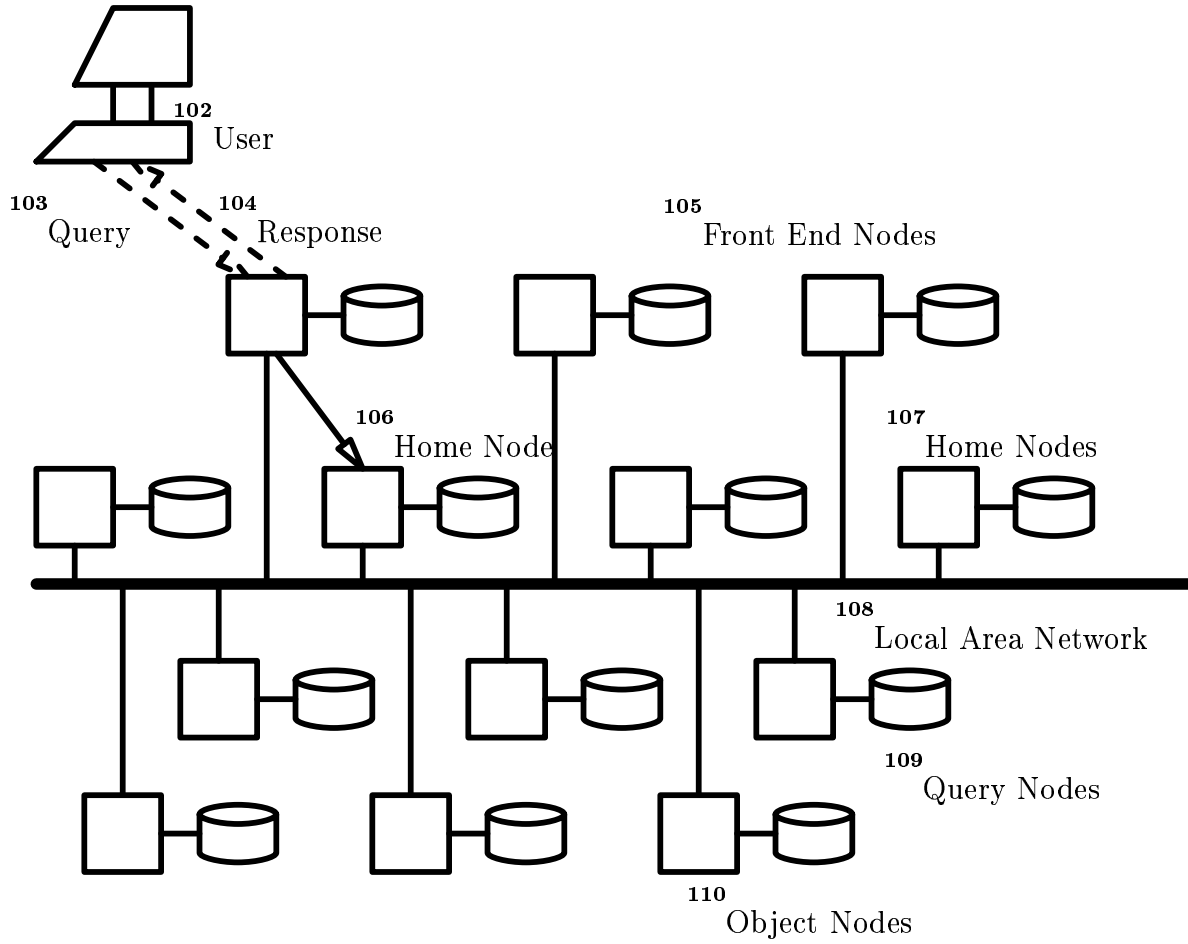 102
User
103
Query
104
Response
105
Front End Nodes
106
Home Node
107
Home Nodes
108
Local Area Network
109
Query Nodes
110
Object Nodes